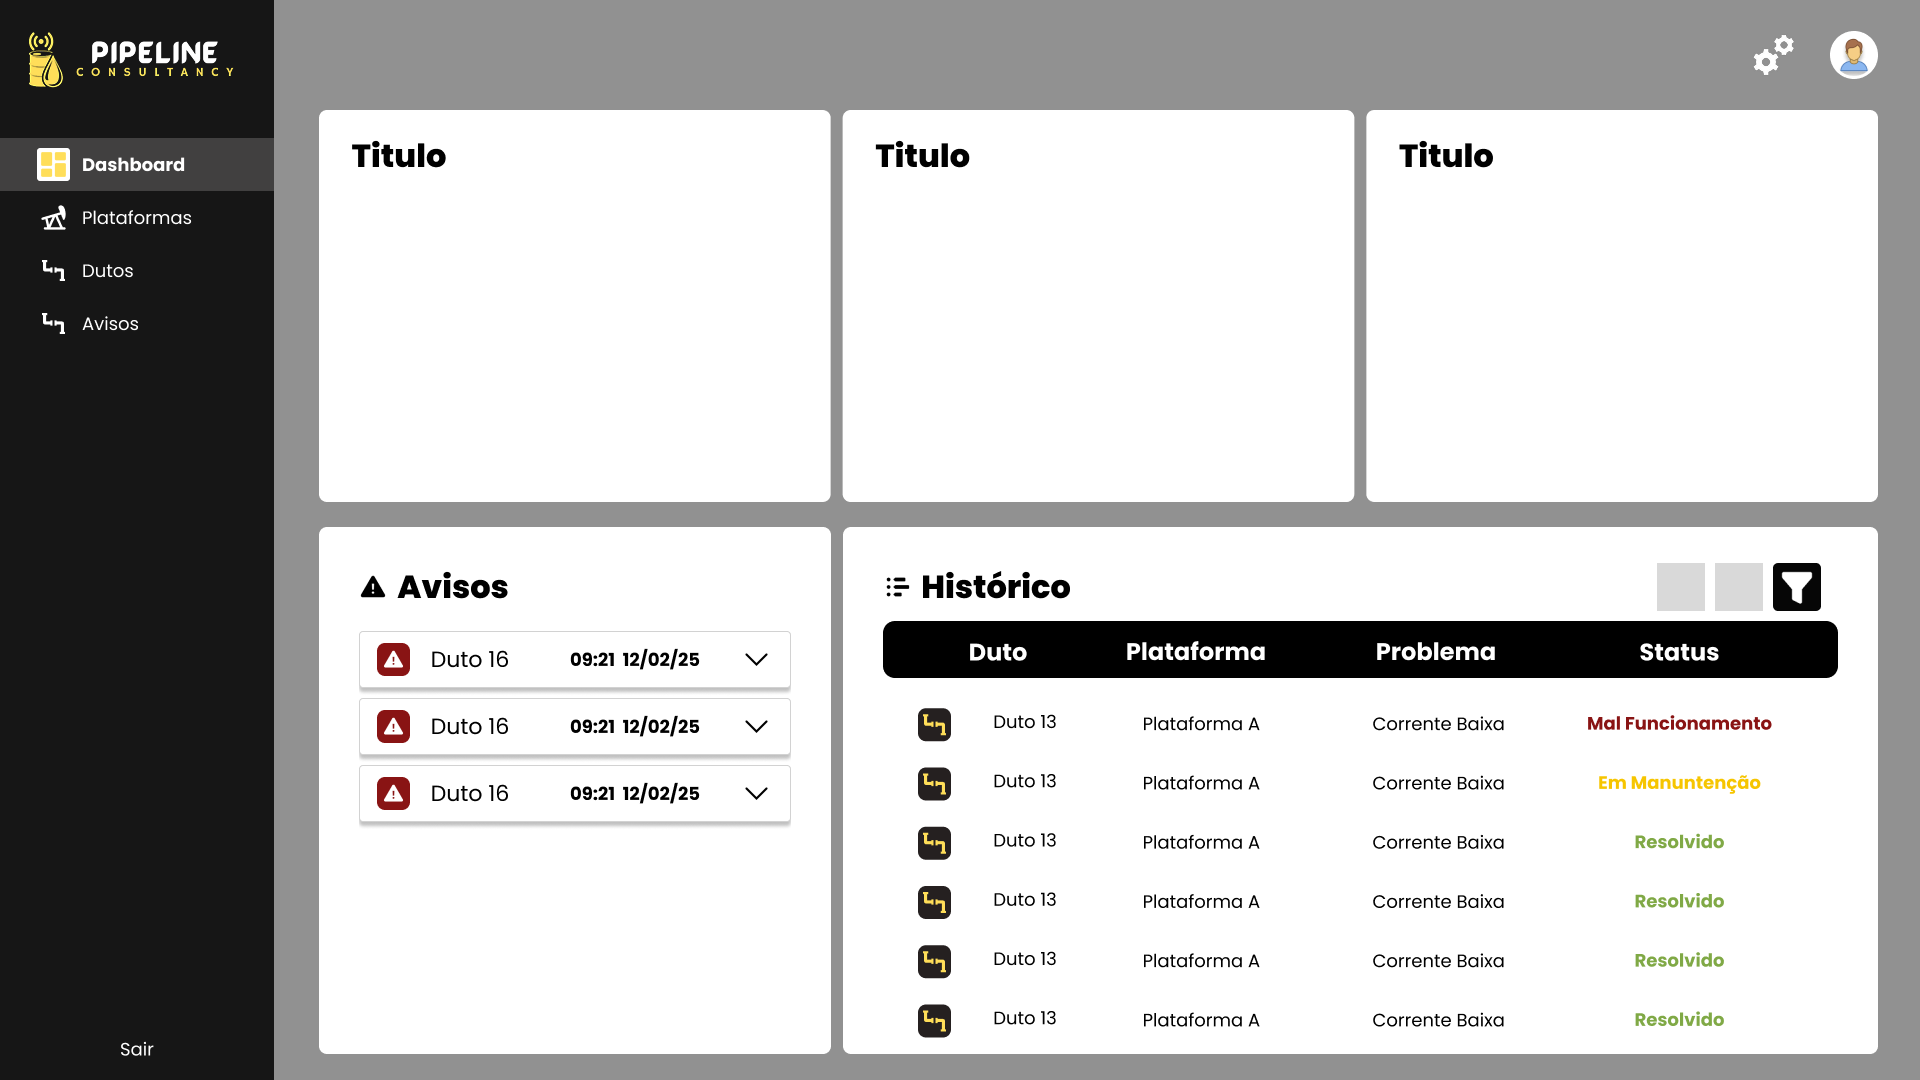 PIPELINE
CONSULTANCY
Dashboard
Plataformas
Dutos
Avisos
Sair
Titulo
Titulo
Titulo
Avisos
Duto 16 09:21 12/02/25
Duto 16 09:21 12/02/25
Duto 16 09:21 12/02/25
Histórico
Duto Plataforma Problema Status
Duto 13 Plataforma A Corrente Baixa Mal Funcionamento
Duto 13 Plataforma A Corrente Baixa Em Manuntenção
Duto 13 Plataforma A Corrente Baixa Resolvido
Duto 13 Plataforma A Corrente Baixa Resolvido
Duto 13 Plataforma A Corrente Baixa Resolvido
Duto 13 Plataforma A Corrente Baixa Resolvido